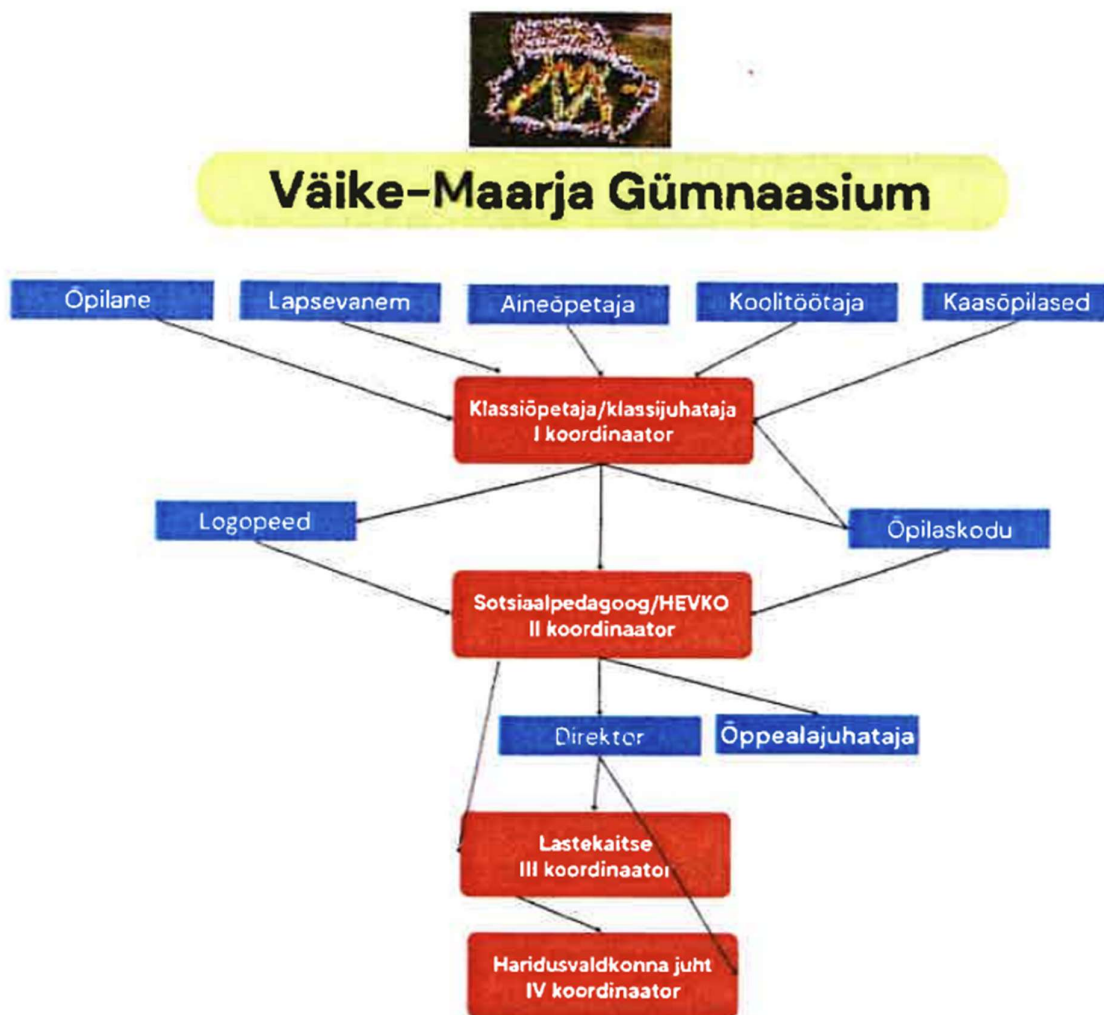 Väike-Maarja Gümnaasium
Õpilane
Lapsevanem
Aineõpetaja
Koolitöötaja
Kaasõpilased
Klassiõpetaja/klassijuhataja
I koordinaator
Logopeed
Õpilaskodu
Sotsiaalpedagoog/HEVKO
II koordinaator
Direktor
Õppealajuhataja
Lastekaitse
III koordinaator
Haridusvaldkonna juht
IV koordinaator